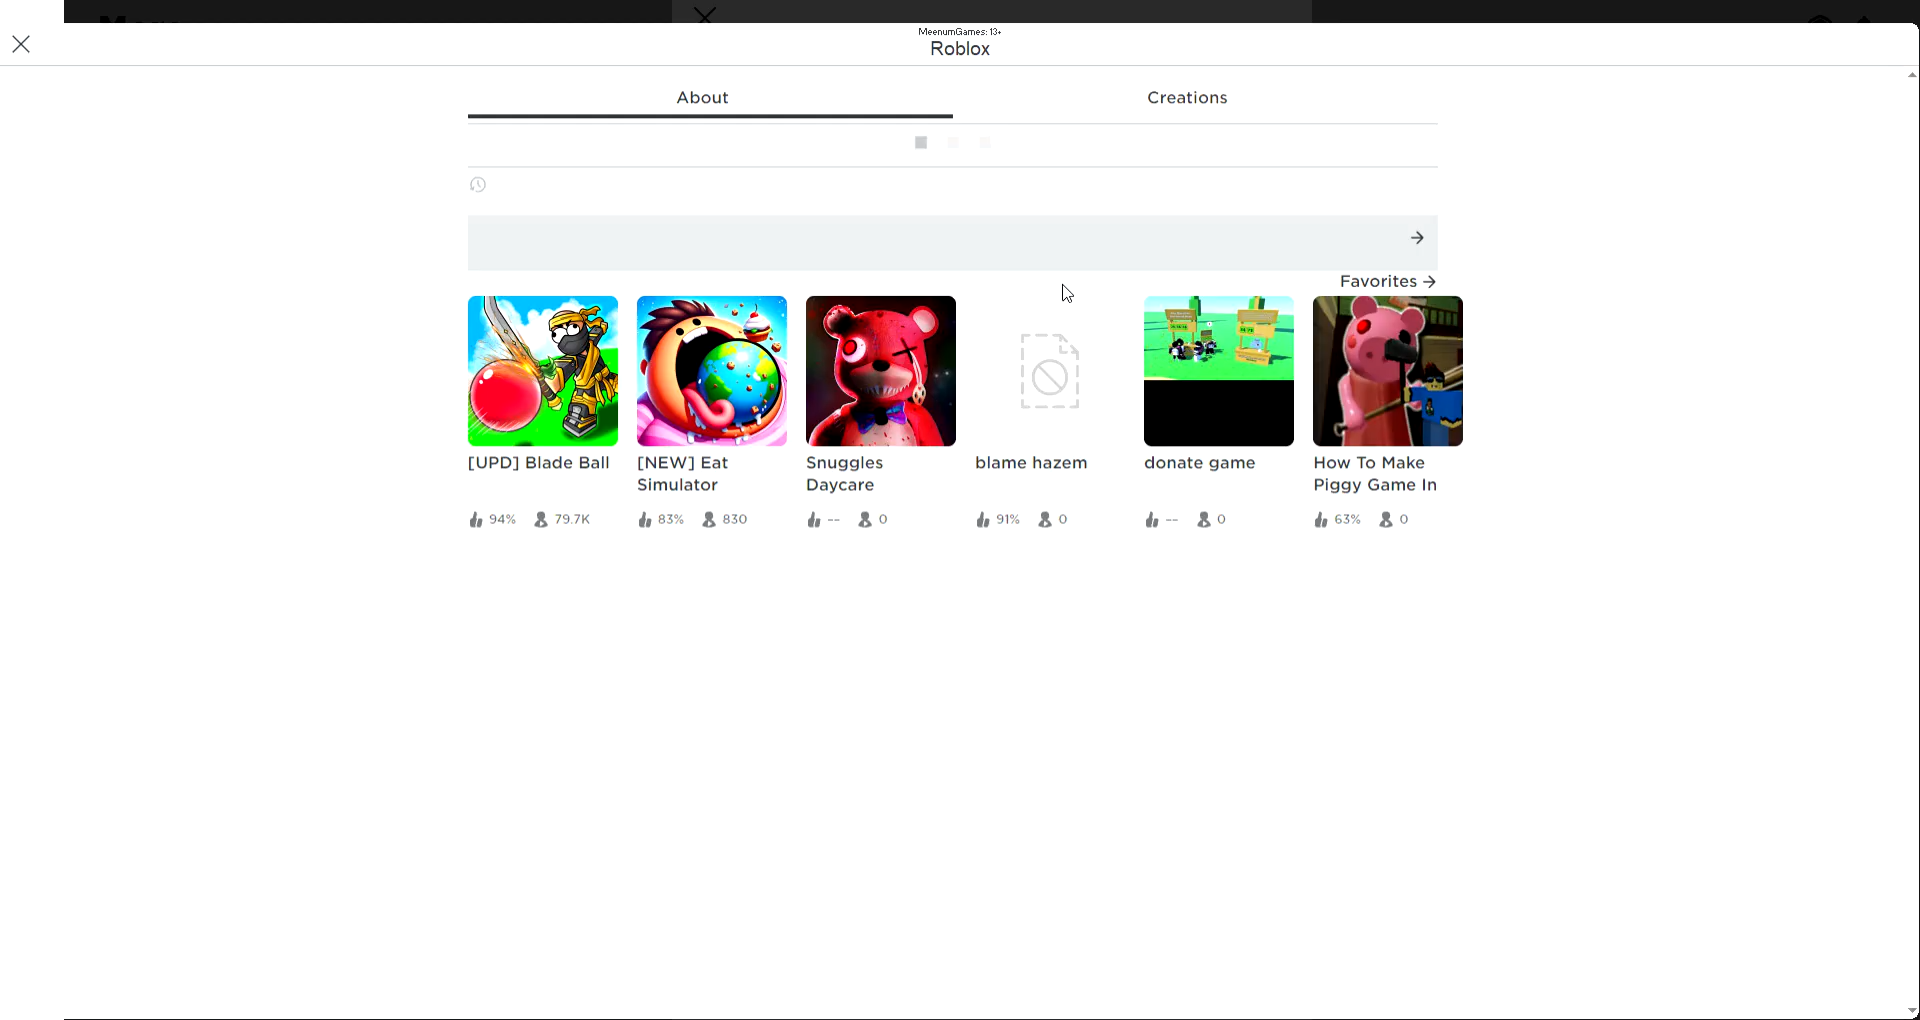 MeenumGames: 13+
Roblox
About
Creations
Favorites →
[UPD] Blade Ball
94% 79.7K
[NEW] Eat
Simulator
83% 830
Snuggles
Daycare
-- 0
blame hazem
91% 0
donate game
-- 0
How To Make
Piggy Game In
63% 0